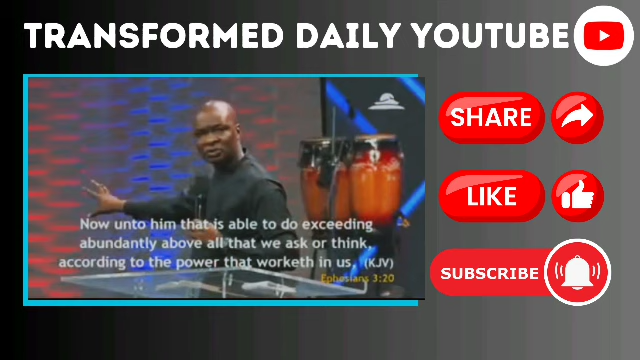 TRANSFORMED DAILY YOUTUBE
SHARE
LIKE
SUBSCRIBE
Now unto him that is able to do exceeding
abundantly above all that we ask or think,
according to the power that worketh in us, (KJV)
Ephesians 3:20